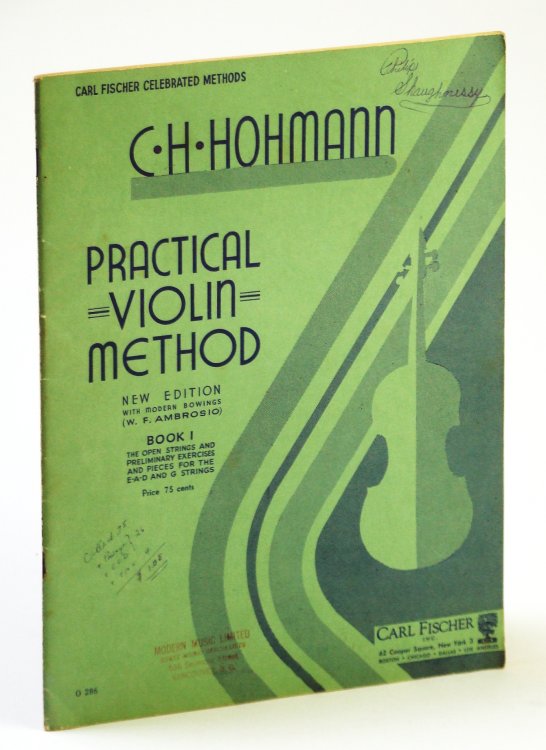 CARL FISCHER CELEBRATED METHODS
Philip
Shaughnessy
C•H•HOHMANN
PRACTICAL
VIOLIN
METHOD
NEW EDITION
WITH MODERN BOWINGS
(W. F. AMBROSIO)
BOOK I
THE OPEN STRINGS AND
PRELIMINARY EXERCISES
AND PIECES FOR THE
E-A-D AND G STRINGS
Price 75 cents
MODERN MUSIC LIMITED
CARL FISCHER
INC.
62 Cooper Square, New York 3
BOSTON • CHICAGO • DALLAS • LOS ANGELES
O 286